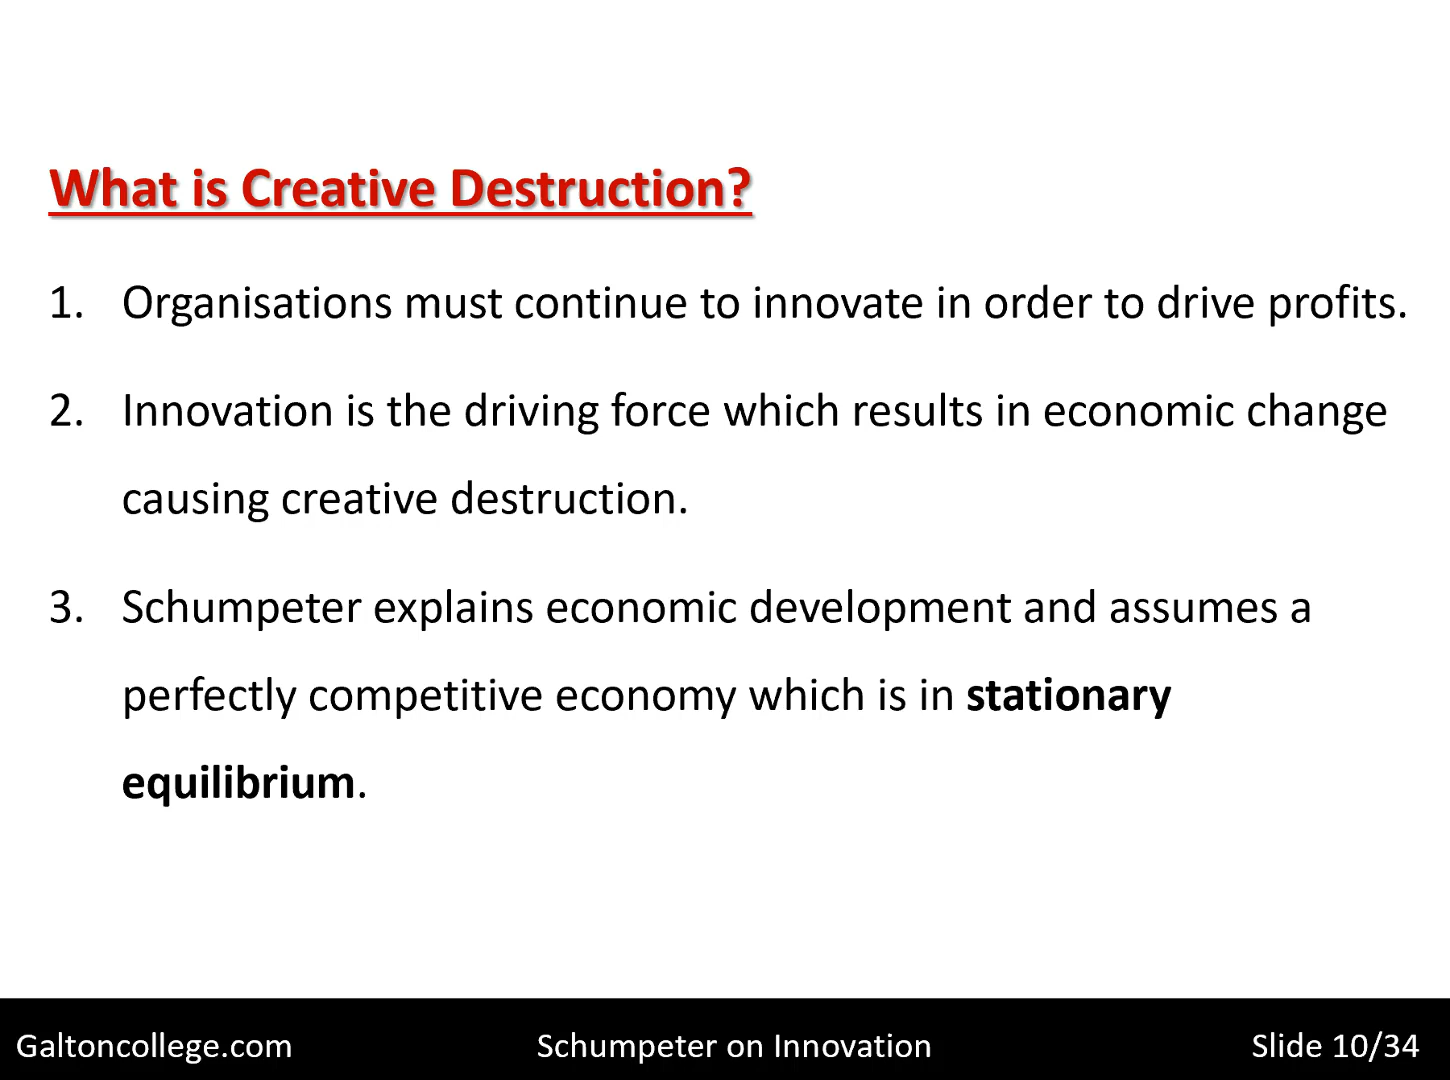 What is Creative Destruction?
1. Organisations must continue to innovate in order to drive profits.
2. Innovation is the driving force which results in economic change
causing creative destruction.
3. Schumpeter explains economic development and assumes a
perfectly competitive economy which is in stationary
equilibrium.
Galtoncollege.com Schumpeter on Innovation Slide 10/34